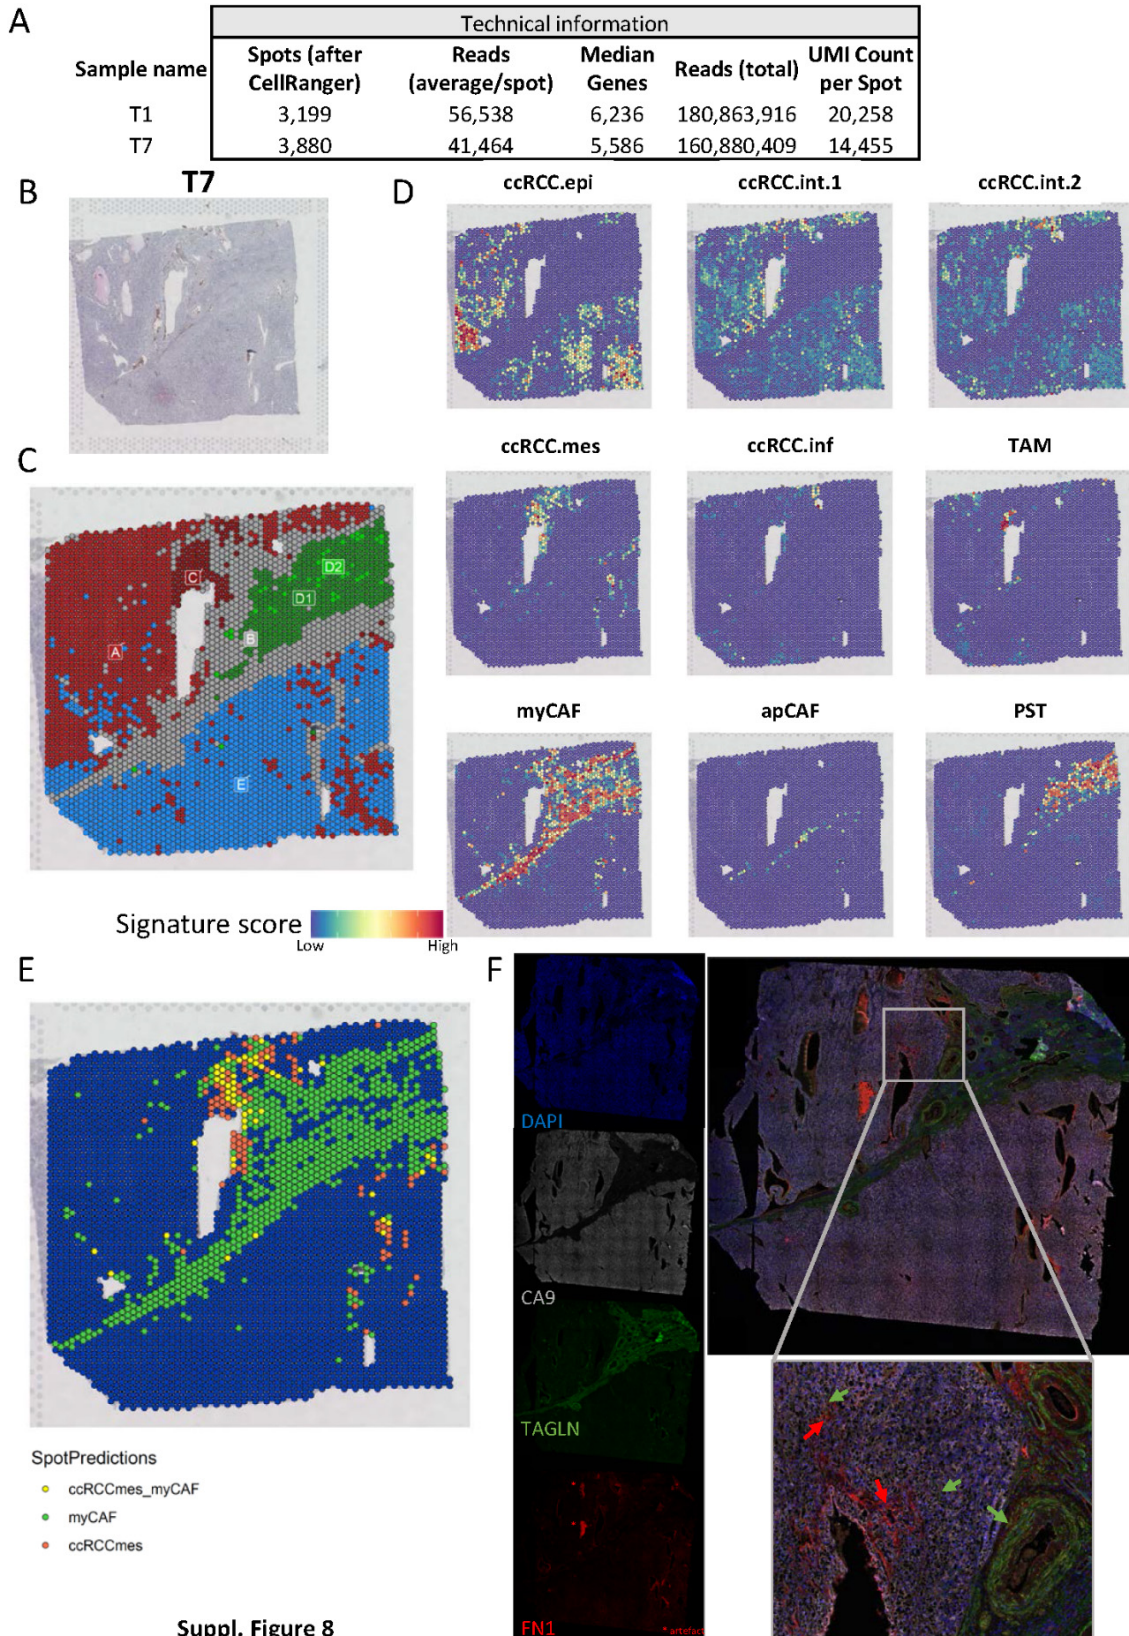 A
Technical information
Sample name Spots (after CellRanger) Reads (average/spot) Median Genes Reads (total) UMI Count per Spot
T1 3,199 56,538 6,236 180,863,916 20,258
T7 3,880 41,464 5,586 160,880,409 14,455
B T7
D ccRCC.epi ccRCC.int.1 ccRCC.int.2
C
ccRCC.mes ccRCC.inf TAM
C
D2
D1
B
A
E
myCAF apCAF PST
Signature score
Low High
E
F
DAPI
CA9
TAGLN
FN1
* artefact
SpotPredictions
ccRCCmes_myCAF
myCAF
ccRCCmes
Suppl. Figure 8